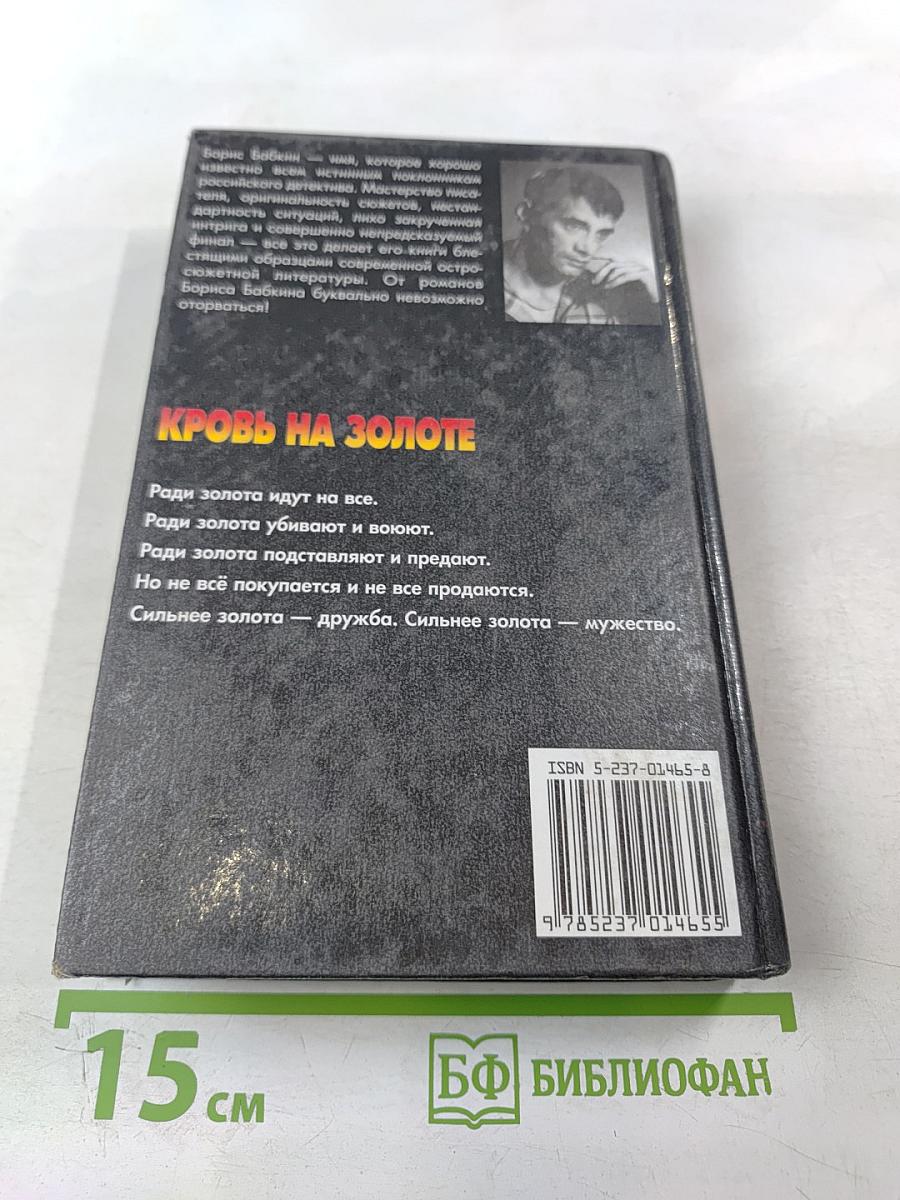 Борис Бабкин — имя, которое хорошо
известно всем истинным поклонникам
российского детектива. Мастерство писа-
теля, оригинальность сюжетов, нестан-
дартность ситуаций, лихо закрученная
интрига и совершенно непредсказуемый
финал — все это делает его книги бле-
стящими образцами современной остро-
сюжетной литературы. От романов
Бориса Бабкина буквально невозможно
оторваться!
КРОВЬ НА ЗОЛОТЕ
Ради золота идут на все.
Ради золота убивают и воюют.
Ради золота подставляют и предают.
Но не всё покупается и не все продаются.
Сильнее золота — дружба. Сильнее золота — мужество.
ISBN 5-237-01465-8
9 785237 014655
15 см
БФ БИБЛИОФАН